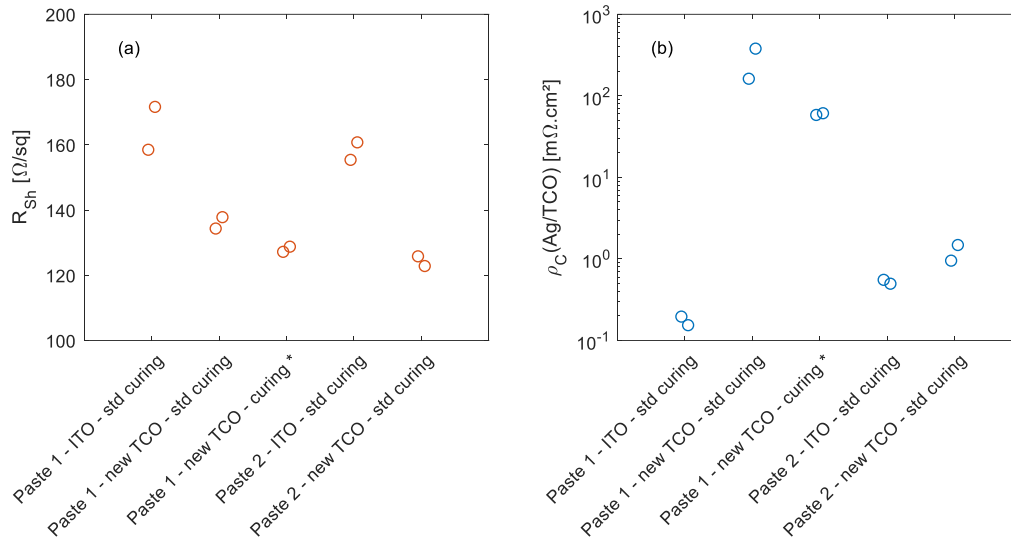 (a)
R_Sh [Ω/sq]
200
180
160
140
120
100
Paste 1 - ITO - std curing
Paste 1 - new TCO - std curing
Paste 1 - new TCO - curing *
Paste 2 - ITO - std curing
Paste 2 - new TCO - std curing
(b)
ρ_C(Ag/TCO) [mΩ.cm²]
10³
10²
10¹
10⁰
10⁻¹
Paste 1 - ITO - std curing
Paste 1 - new TCO - std curing
Paste 1 - new TCO - curing *
Paste 2 - ITO - std curing
Paste 2 - new TCO - std curing